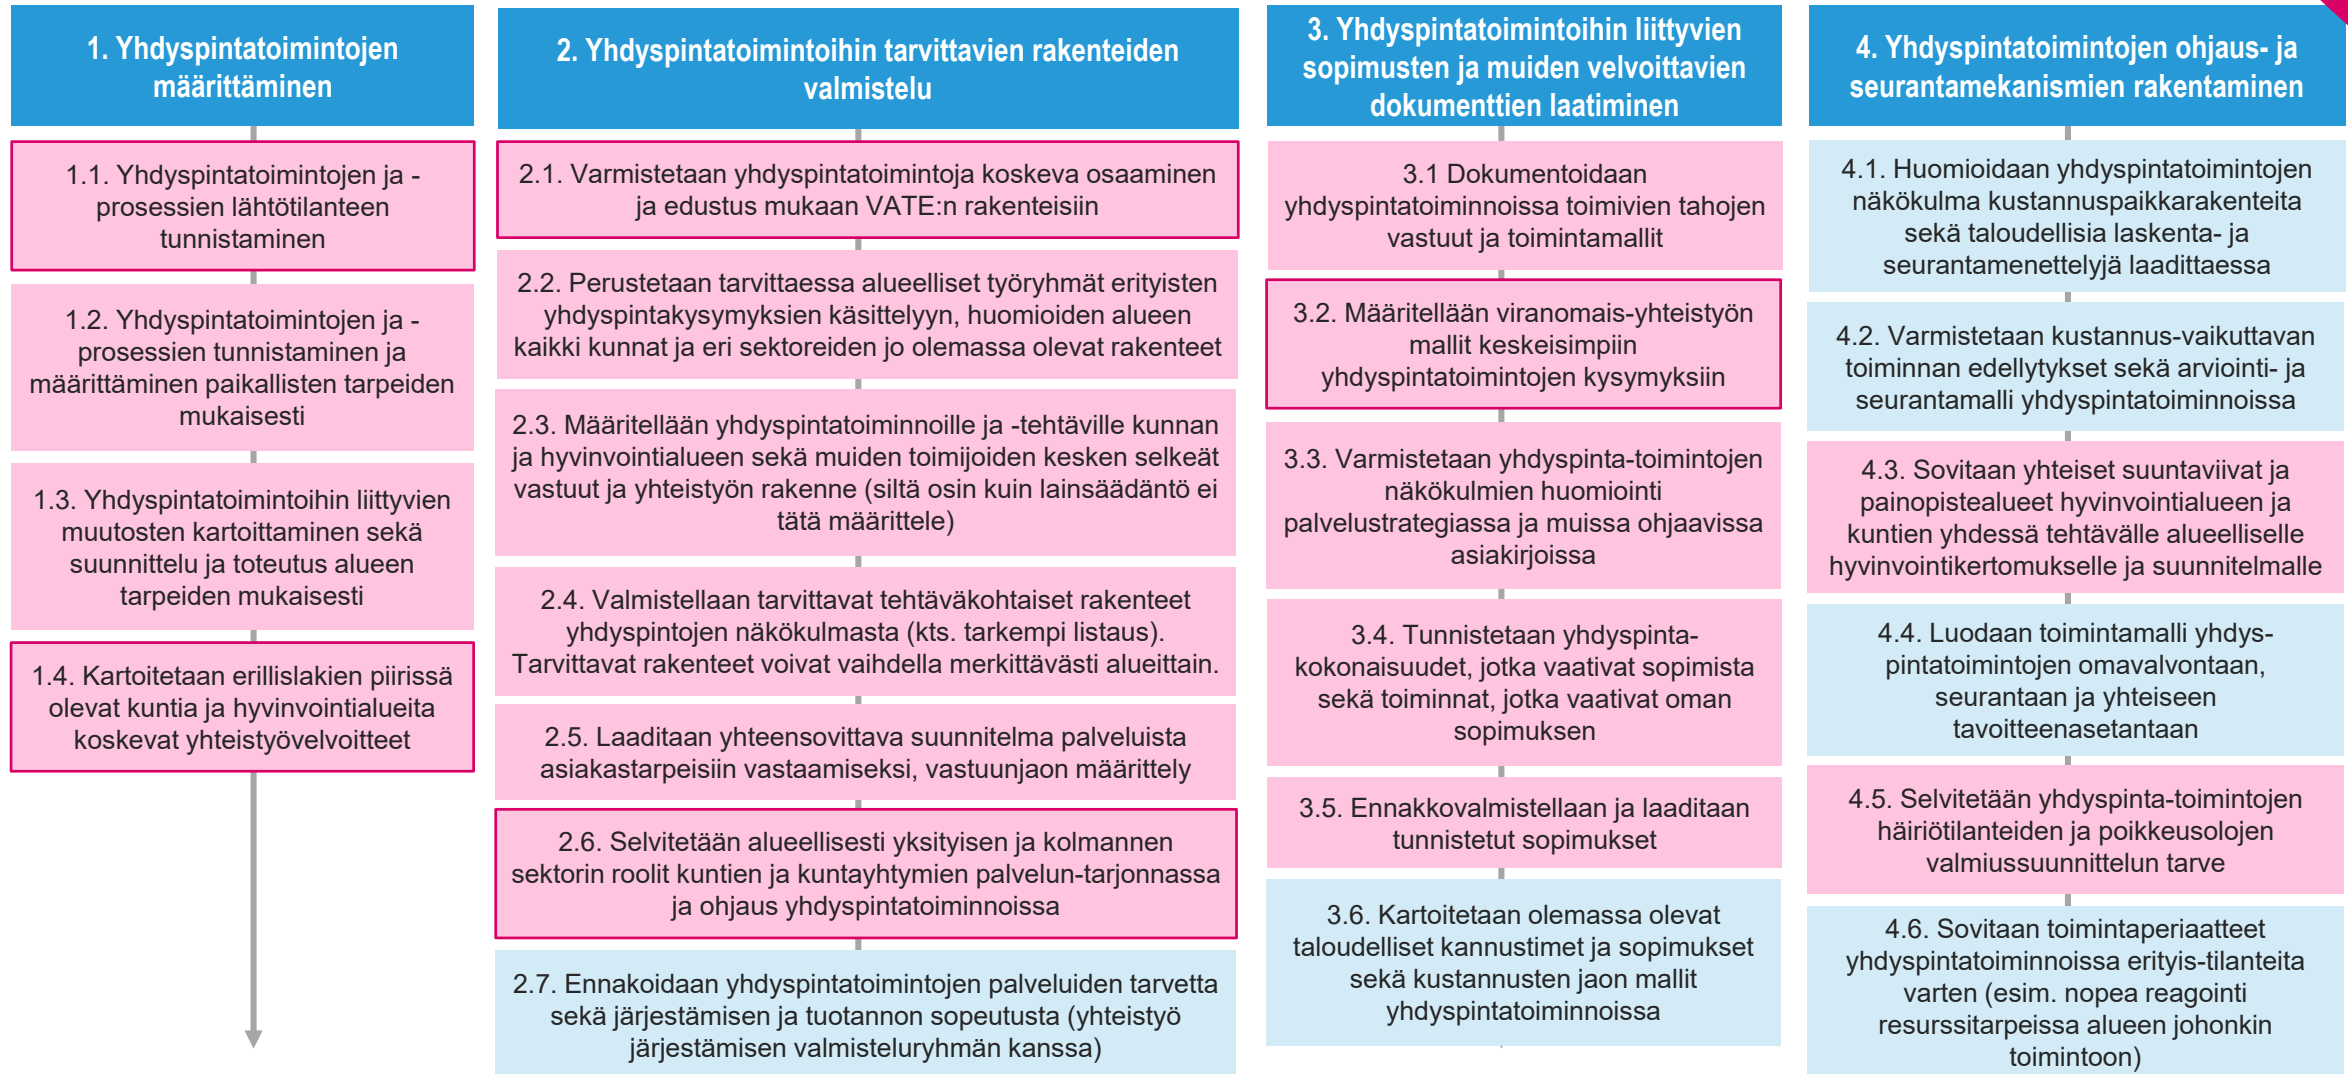 1. Yhdyspintatoimintojen
määrittäminen
1.1. Yhdyspintatoimintojen ja -
prosessien lähtötilanteen
tunnistaminen
1.2. Yhdyspintatoimintojen ja -
prosessien tunnistaminen ja
määrittäminen paikallisten tarpeiden
mukaisesti
1.3. Yhdyspintatoimintoihin liittyvien
muutosten kartoittaminen sekä
suunnittelu ja toteutus alueen
tarpeiden mukaisesti
1.4. Kartoitetaan erillislakien piirissä
olevat kuntia ja hyvinvointialueita
koskevat yhteistyövelvoitteet
2. Yhdyspintatoimintoihin tarvittavien rakenteiden
valmistelu
2.1. Varmistetaan yhdyspintatoimintoja koskeva osaaminen
ja edustus mukaan VATE:n rakenteisiin
2.2. Perustetaan tarvittaessa alueelliset työryhmät erityisten
yhdyspintakysymyksien käsittelyyn, huomioiden alueen
kaikki kunnat ja eri sektoreiden jo olemassa olevat rakenteet
2.3. Määritellään yhdyspintatoiminnoille ja -tehtäville kunnan
ja hyvinvointialueen sekä muiden toimijoiden kesken selkeät
vastuut ja yhteistyön rakenne (siltä osin kuin lainsäädäntö ei
tätä määrittele)
2.4. Valmistellaan tarvittavat tehtäväkohtaiset rakenteet
yhdyspintojen näkökulmasta (kts. tarkempi listaus).
Tarvittavat rakenteet voivat vaihdella merkittävästi alueittain.
2.5. Laaditaan yhteensovittava suunnitelma palveluista
asiakastarpeisiin vastaamiseksi, vastuunjaon määrittely
2.6. Selvitetään alueellisesti yksityisen ja kolmannen
sektorin roolit kuntien ja kuntayhtymien palvelun-tarjonnassa
ja ohjaus yhdyspintatoiminnoissa
2.7. Ennakoidaan yhdyspintatoimintojen palveluiden tarvetta
sekä järjestämisen ja tuotannon sopeutusta (yhteistyö
järjestämisen valmisteluryhmän kanssa)
3. Yhdyspintatoimintoihin liittyvien
sopimusten ja muiden velvoittavien
dokumenttien laatiminen
3.1 Dokumentoidaan
yhdyspintatoiminnoissa toimivien tahojen
vastuut ja toimintamallit
3.2. Määritellään viranomais-yhteistyön
mallit keskeisimpiin
yhdyspintatoimintojen kysymyksiin
3.3. Varmistetaan yhdyspinta-toimintojen
näkökulmien huomiointi
palvelustrategiassa ja muissa ohjaavissa
asiakirjoissa
3.4. Tunnistetaan yhdyspinta-
kokonaisuudet, jotka vaativat sopimista
sekä toiminnat, jotka vaativat oman
sopimuksen
3.5. Ennakkovalmistellaan ja laaditaan
tunnistetut sopimukset
3.6. Kartoitetaan olemassa olevat
taloudelliset kannustimet ja sopimukset
sekä kustannusten jaon mallit
yhdyspintatoiminnoissa
4. Yhdyspintatoimintojen ohjaus- ja
seurantamekanismien rakentaminen
4.1. Huomioidaan yhdyspintatoimintojen
näkökulma kustannuspaikkarakenteita
sekä taloudellisia laskenta- ja
seurantamenettelyjä laadittaessa
4.2. Varmistetaan kustannus-vaikuttavan
toiminnan edellytykset sekä arviointi- ja
seurantamalli yhdyspintatoiminnoissa
4.3. Sovitaan yhteiset suuntaviivat ja
painopistealueet hyvinvointialueen ja
kuntien yhdessä tehtävälle alueelliselle
hyvinvointikertomukselle ja suunnitelmalle
4.4. Luodaan toimintamalli yhdys-
pintatoimintojen omavalvontaan,
seurantaan ja yhteiseen
tavoitteenasetantaan
4.5. Selvitetään yhdyspinta-toimintojen
häiriötilanteiden ja poikkeusolojen
valmiussuunnittelun tarve
4.6. Sovitaan toimintaperiaatteet
yhdyspintatoiminnoissa erityis-tilanteita
varten (esim. nopea reagointi
resurssitarpeissa alueen johonkin
toimintoon)